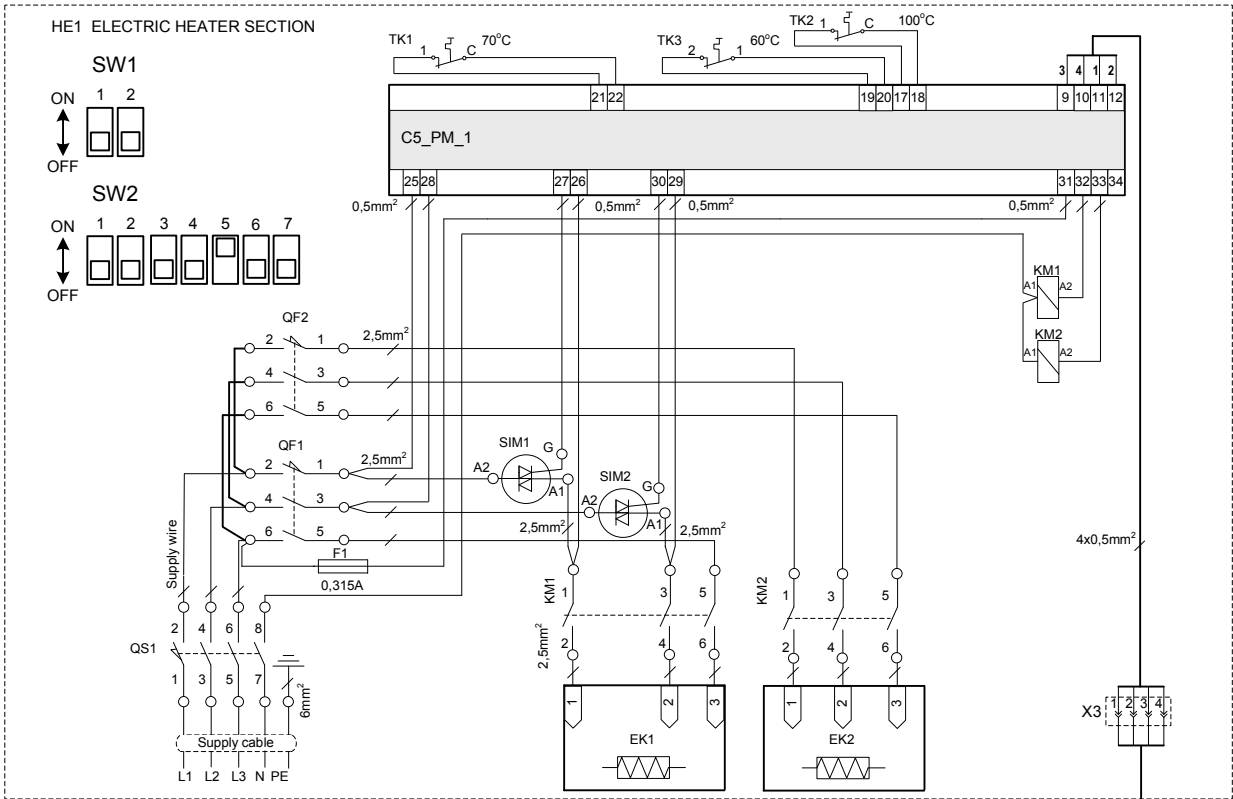 HE1 ELECTRIC HEATER SECTION
SW1
1 2
ON
OFF
SW2
1 2 3 4 5 6 7
ON
OFF
TK1 1 C 70°C
TK3 2 1 60°C
TK2 1 C 100°C
3 4 1 2
21 22 19 20 17 18 9 10 11 12
C5_PM_1
25 28 27 26 30 29 31 32 33 34
0,5mm² 0,5mm² 0,5mm² 0,5mm²
KM1
A1 A2
KM2
A1 A2
QF2
2 1 2,5mm²
4 3
6 5
QF1
2 1 2,5mm²
4 3
6 5
SIM1 G
A2 A1
SIM2 G
A2 A1
2,5mm² 2,5mm²
F1
0,315A
Supply wire
4x0,5mm²
KM1
1 3 5
2 4 6
2,5mm²
KM2
1 3 5
2 4 6
QS1
2 4 6 8
1 3 5 7
6mm²
Supply cable
L1 L2 L3 N PE
1 2 3
EK1
1 2 3
EK2
X3
1 2 3 4